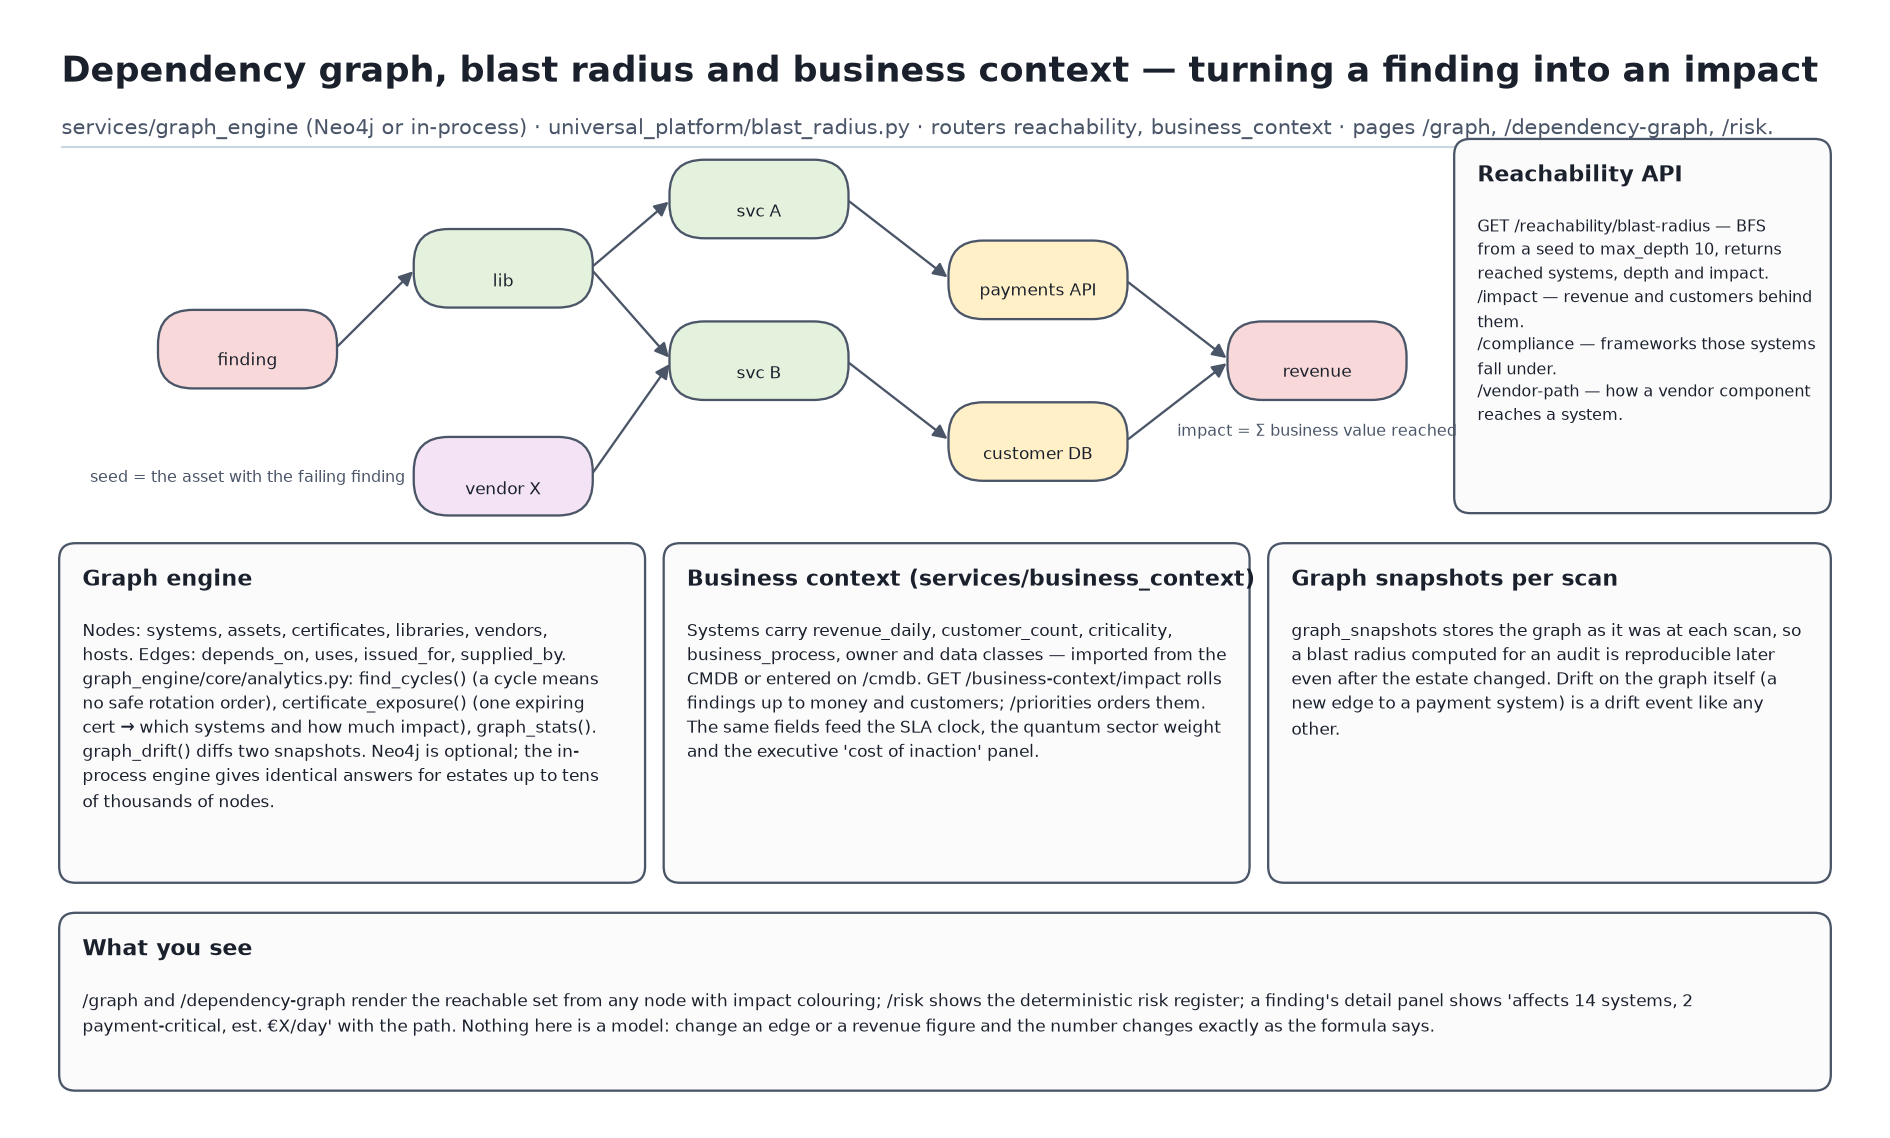 Dependency graph, blast radius and business context — turning a finding into an impact
services/graph_engine (Neo4j or in-process) · universal_platform/blast_radius.py · routers reachability, business_context · pages /graph, /dependency-graph, /risk.
finding
lib
svc A
svc B
vendor X
payments API
customer DB
revenue
seed = the asset with the failing finding
impact = Σ business value reached
Reachability API
GET /reachability/blast-radius — BFS
from a seed to max_depth 10, returns
reached systems, depth and impact.
/impact — revenue and customers behind
them.
/compliance — frameworks those systems
fall under.
/vendor-path — how a vendor component
reaches a system.
Graph engine
Nodes: systems, assets, certificates, libraries, vendors,
hosts. Edges: depends_on, uses, issued_for, supplied_by.
graph_engine/core/analytics.py: find_cycles() (a cycle means
no safe rotation order), certificate_exposure() (one expiring
cert → which systems and how much impact), graph_stats().
graph_drift() diffs two snapshots. Neo4j is optional; the in-
process engine gives identical answers for estates up to tens
of thousands of nodes.
Business context (services/business_context)
Systems carry revenue_daily, customer_count, criticality,
business_process, owner and data classes — imported from the
CMDB or entered on /cmdb. GET /business-context/impact rolls
findings up to money and customers; /priorities orders them.
The same fields feed the SLA clock, the quantum sector weight
and the executive 'cost of inaction' panel.
Graph snapshots per scan
graph_snapshots stores the graph as it was at each scan, so
a blast radius computed for an audit is reproducible later
even after the estate changed. Drift on the graph itself (a
new edge to a payment system) is a drift event like any
other.
What you see
/graph and /dependency-graph render the reachable set from any node with impact colouring; /risk shows the deterministic risk register; a finding's detail panel shows 'affects 14 systems, 2
payment-critical, est. €X/day' with the path. Nothing here is a model: change an edge or a revenue figure and the number changes exactly as the formula says.